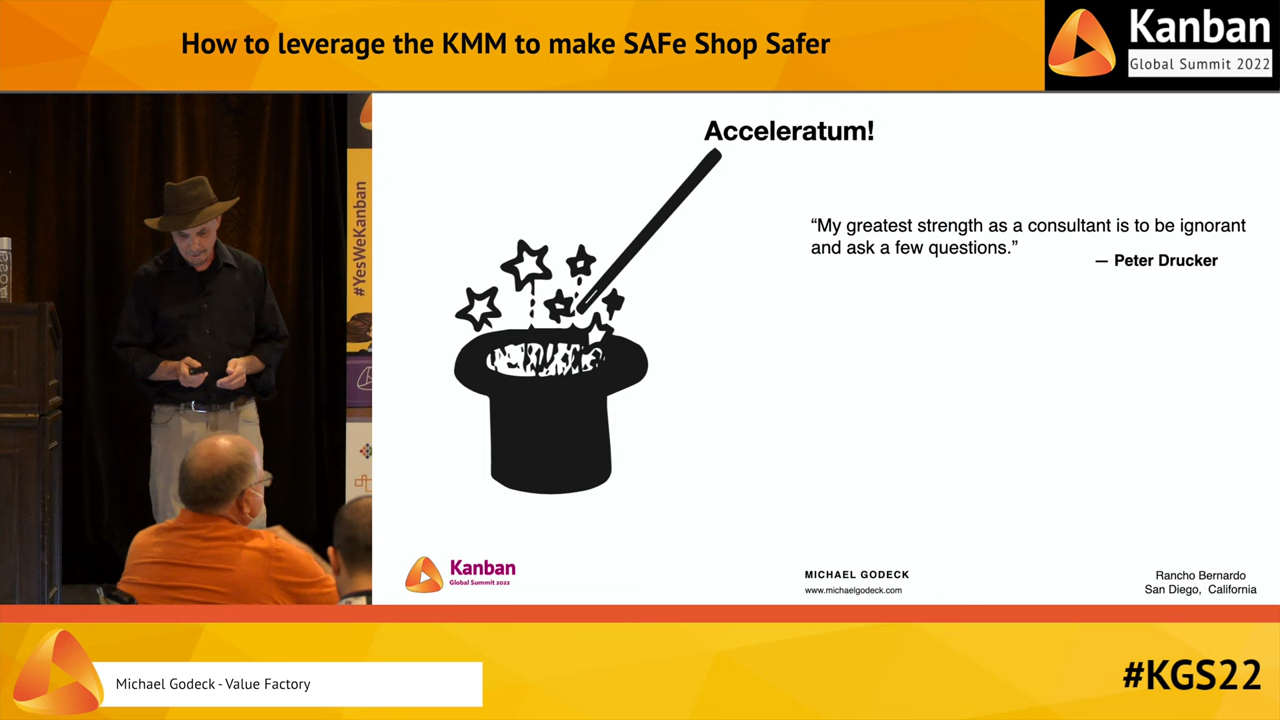 How to leverage the KMM to make SAFe Shop Safer
Kanban
Global Summit 2022
#YesWeKanban
Acceleratum!
“My greatest strength as a consultant is to be ignorant
and ask a few questions.”
— Peter Drucker
Kanban
Global Summit 2022
MICHAEL GODECK
www.michaelgodeck.com
Rancho Bernardo
San Diego, California
Michael Godeck - Value Factory
#KGS22